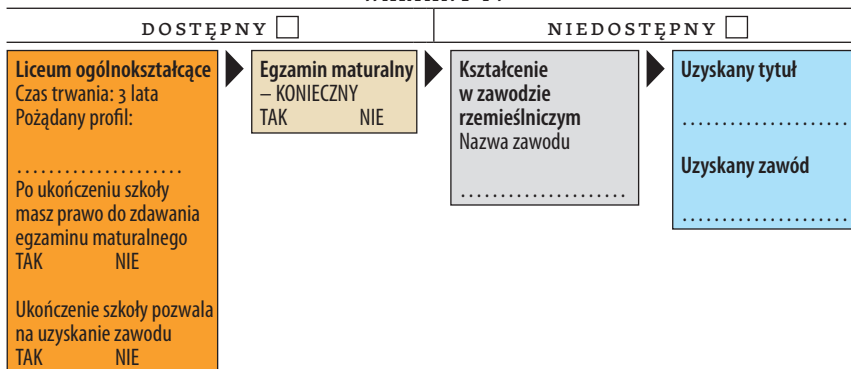 DOSTĘPNY
NIEDOSTĘPNY
Liceum ogólnokształcące
Czas trwania: 3 lata
Pożądany profil:
.....................
Po ukończeniu szkoły
masz prawo do zdawania
egzaminu maturalnego
TAK NIE
Ukończenie szkoły pozwala
na uzyskanie zawodu
TAK NIE
Egzamin maturalny
– KONIECZNY
TAK NIE
Kształcenie
w zawodzie
rzemieślniczym
Nazwa zawodu
.....................
Uzyskany tytuł
.....................
Uzyskany zawód
.....................